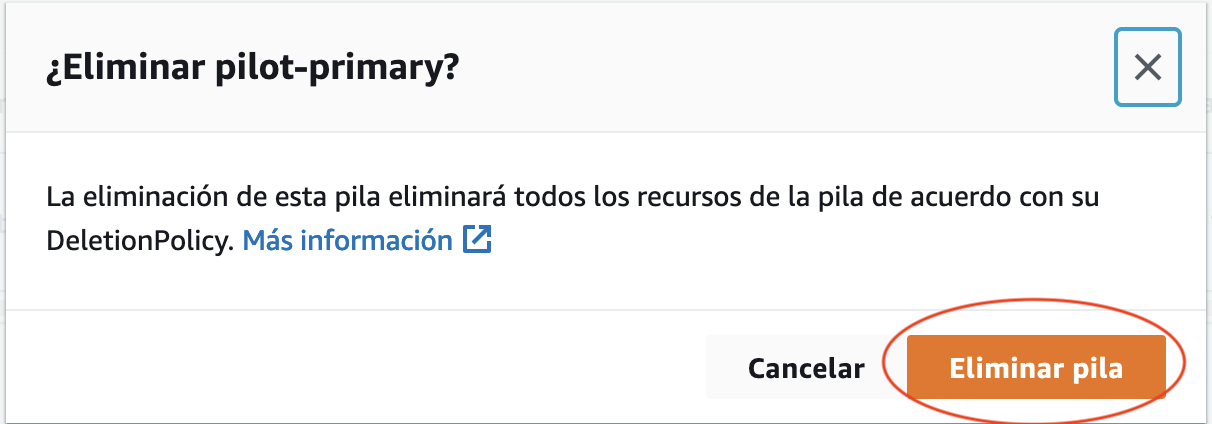 ¿Eliminar pilot-primary?
La eliminación de esta pila eliminará todos los recursos de la pila de acuerdo con su
DeletionPolicy. Más información
Cancelar
Eliminar pila